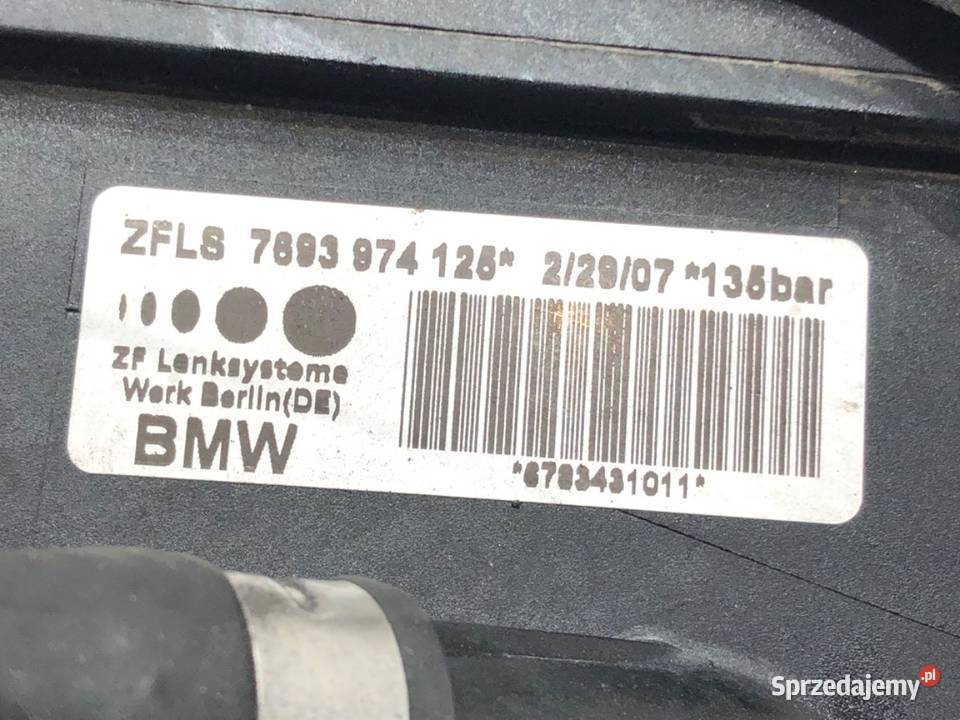 ZFLS 7693 974 125* 2/29/07 *135bar
ZF Lenksysteme
Werk Berlin(DE)
BMW
*6783431011*
Sprzedajemy.pl